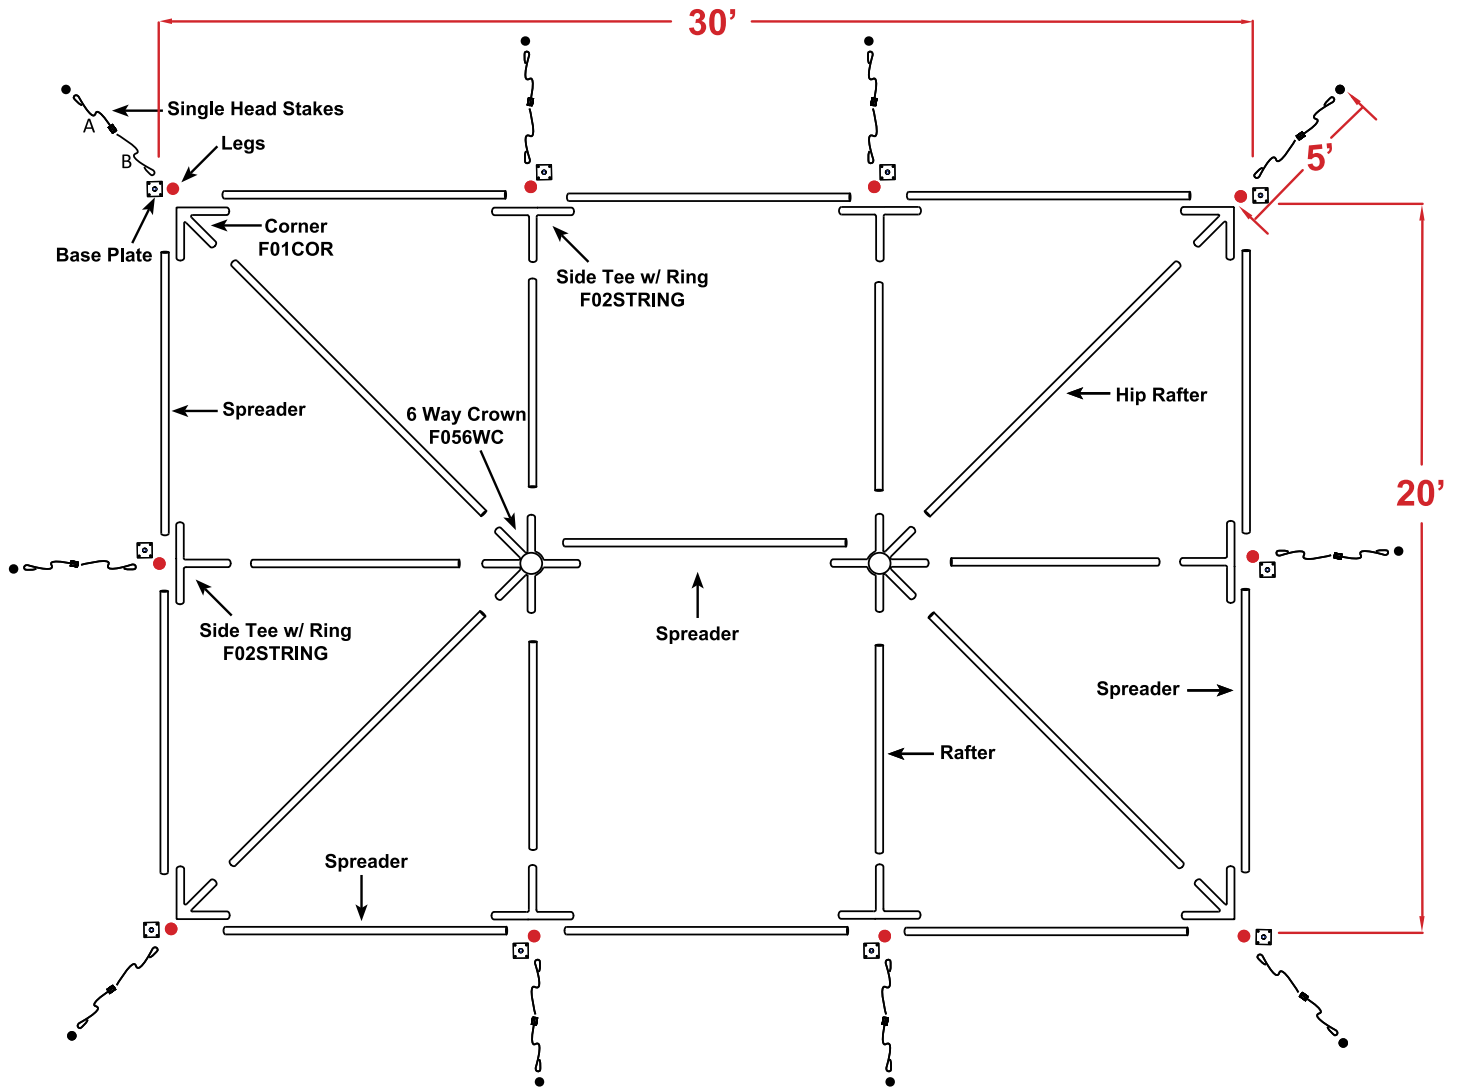 30’
Single Head Stakes
A
B
Legs
5’
Base Plate
Corner
F01COR
Side Tee w/ Ring
F02STRING
Spreader
6 Way Crown
F056WC
Hip Rafter
20’
Side Tee w/ Ring
F02STRING
Spreader
Spreader
Rafter
Spreader